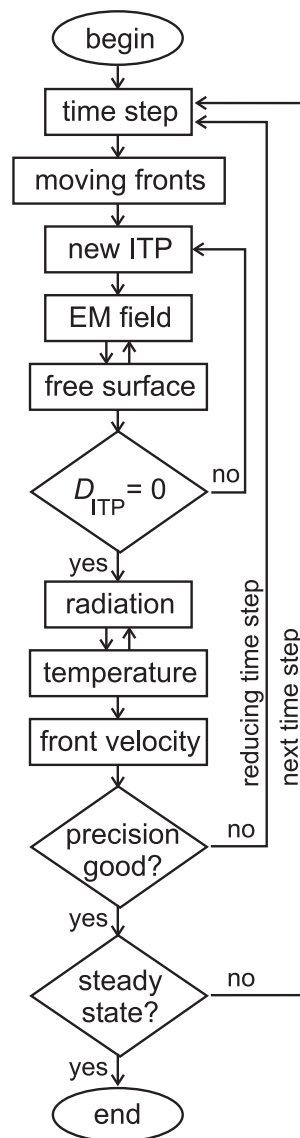 begin
time step
moving fronts
new ITP
EM field
free surface
D_ITP = 0
no
yes
radiation
temperature
front velocity
precision
good?
no
yes
steady
state?
no
yes
end
reducing time step
next time step